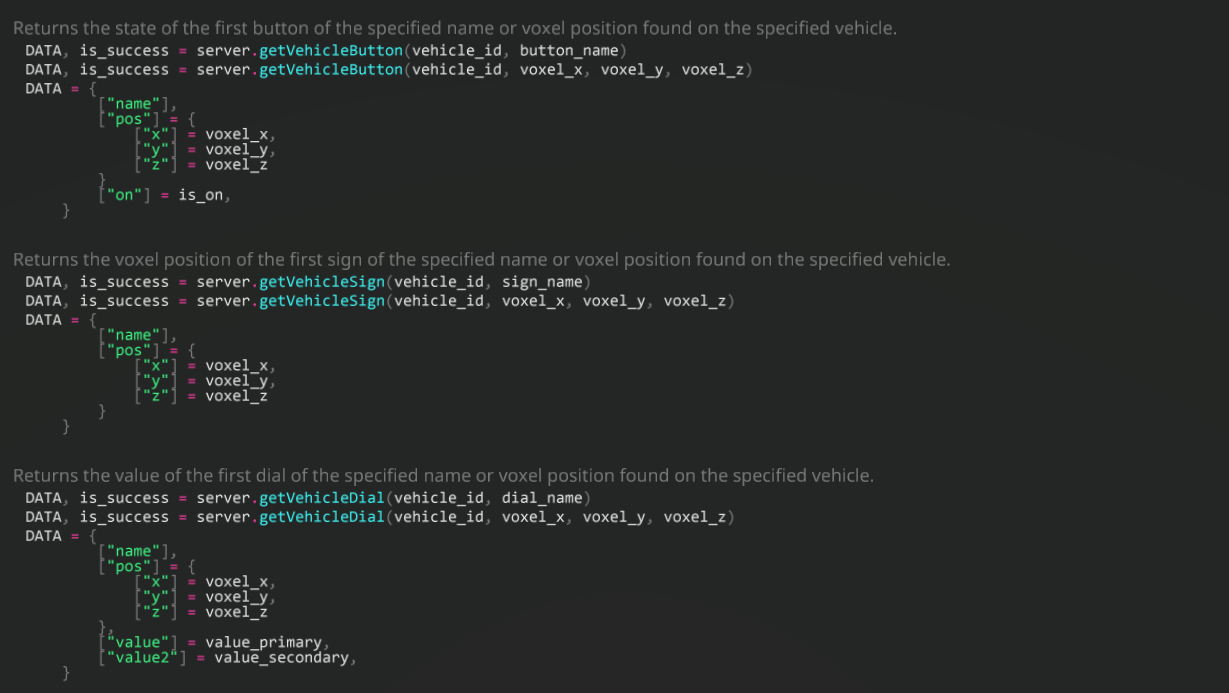 Returns the state of the first button of the specified name or voxel position found on the specified vehicle.
DATA, is_success = server.getVehicleButton(vehicle_id, button_name)
DATA, is_success = server.getVehicleButton(vehicle_id, voxel_x, voxel_y, voxel_z)
DATA = {
["name"],
["pos"] = {
["x"] = voxel_x,
["y"] = voxel_y,
["z"] = voxel_z
}
["on"] = is_on,
}
Returns the voxel position of the first sign of the specified name or voxel position found on the specified vehicle.
DATA, is_success = server.getVehicleSign(vehicle_id, sign_name)
DATA, is_success = server.getVehicleSign(vehicle_id, voxel_x, voxel_y, voxel_z)
DATA = {
["name"],
["pos"] = {
["x"] = voxel_x,
["y"] = voxel_y,
["z"] = voxel_z
}
}
Returns the value of the first dial of the specified name or voxel position found on the specified vehicle.
DATA, is_success = server.getVehicleDial(vehicle_id, dial_name)
DATA, is_success = server.getVehicleDial(vehicle_id, voxel_x, voxel_y, voxel_z)
DATA = {
["name"],
["pos"] = {
["x"] = voxel_x,
["y"] = voxel_y,
["z"] = voxel_z
},
["value"] = value_primary,
["value2"] = value_secondary,
}